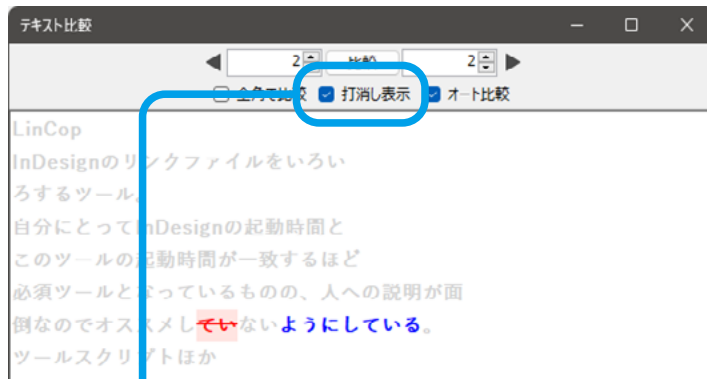 テキスト比較
2 比較 2
全角で比較 打消し表示 オート比較
LinCop
InDesignのリンクファイルをいろい
ろするツール。
自分にとってInDesignの起動時間と
このツールの起動時間が一致するほど
必須ツールとなっているものの、人への説明が面
倒なのでオススメしていないようにしている。
ツールスクリプトほか